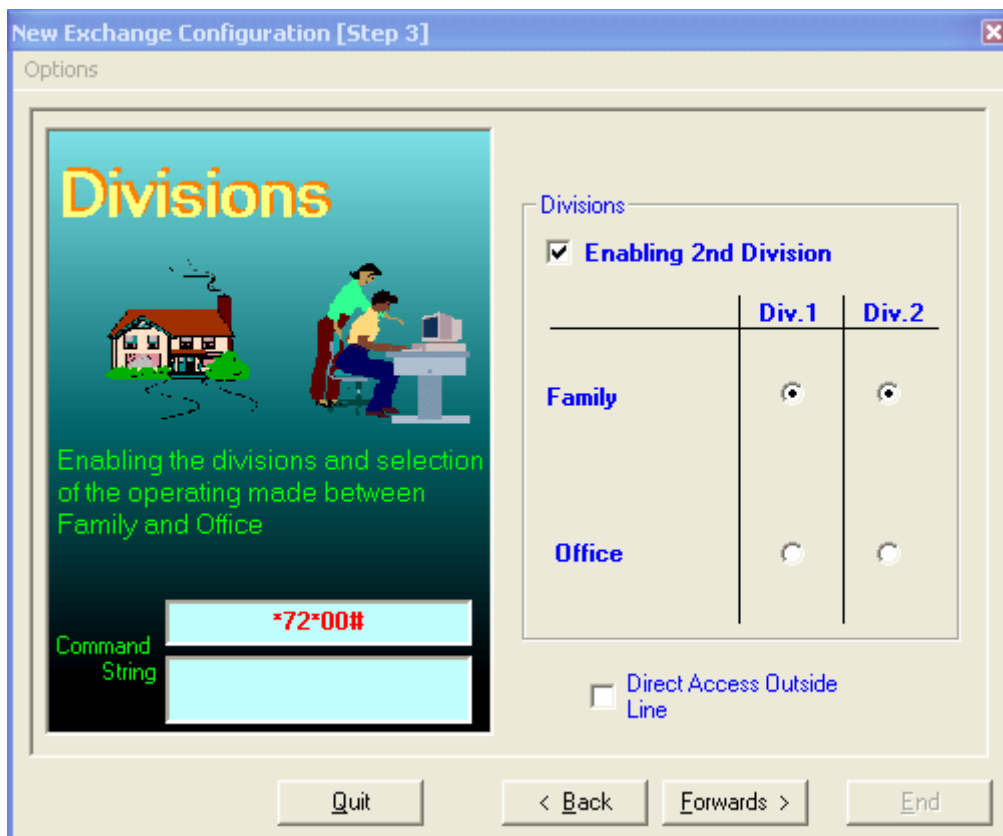 New Exchange Configuration [Step 3]
Options
Divisions
Enabling the divisions and selection
of the operating made between
Family and Office
Command
String
*72*00#
Divisions
Enabling 2nd Division
Div.1 Div.2
Family
Office
Direct Access Outside
Line
Quit
< Back
Forwards >
End